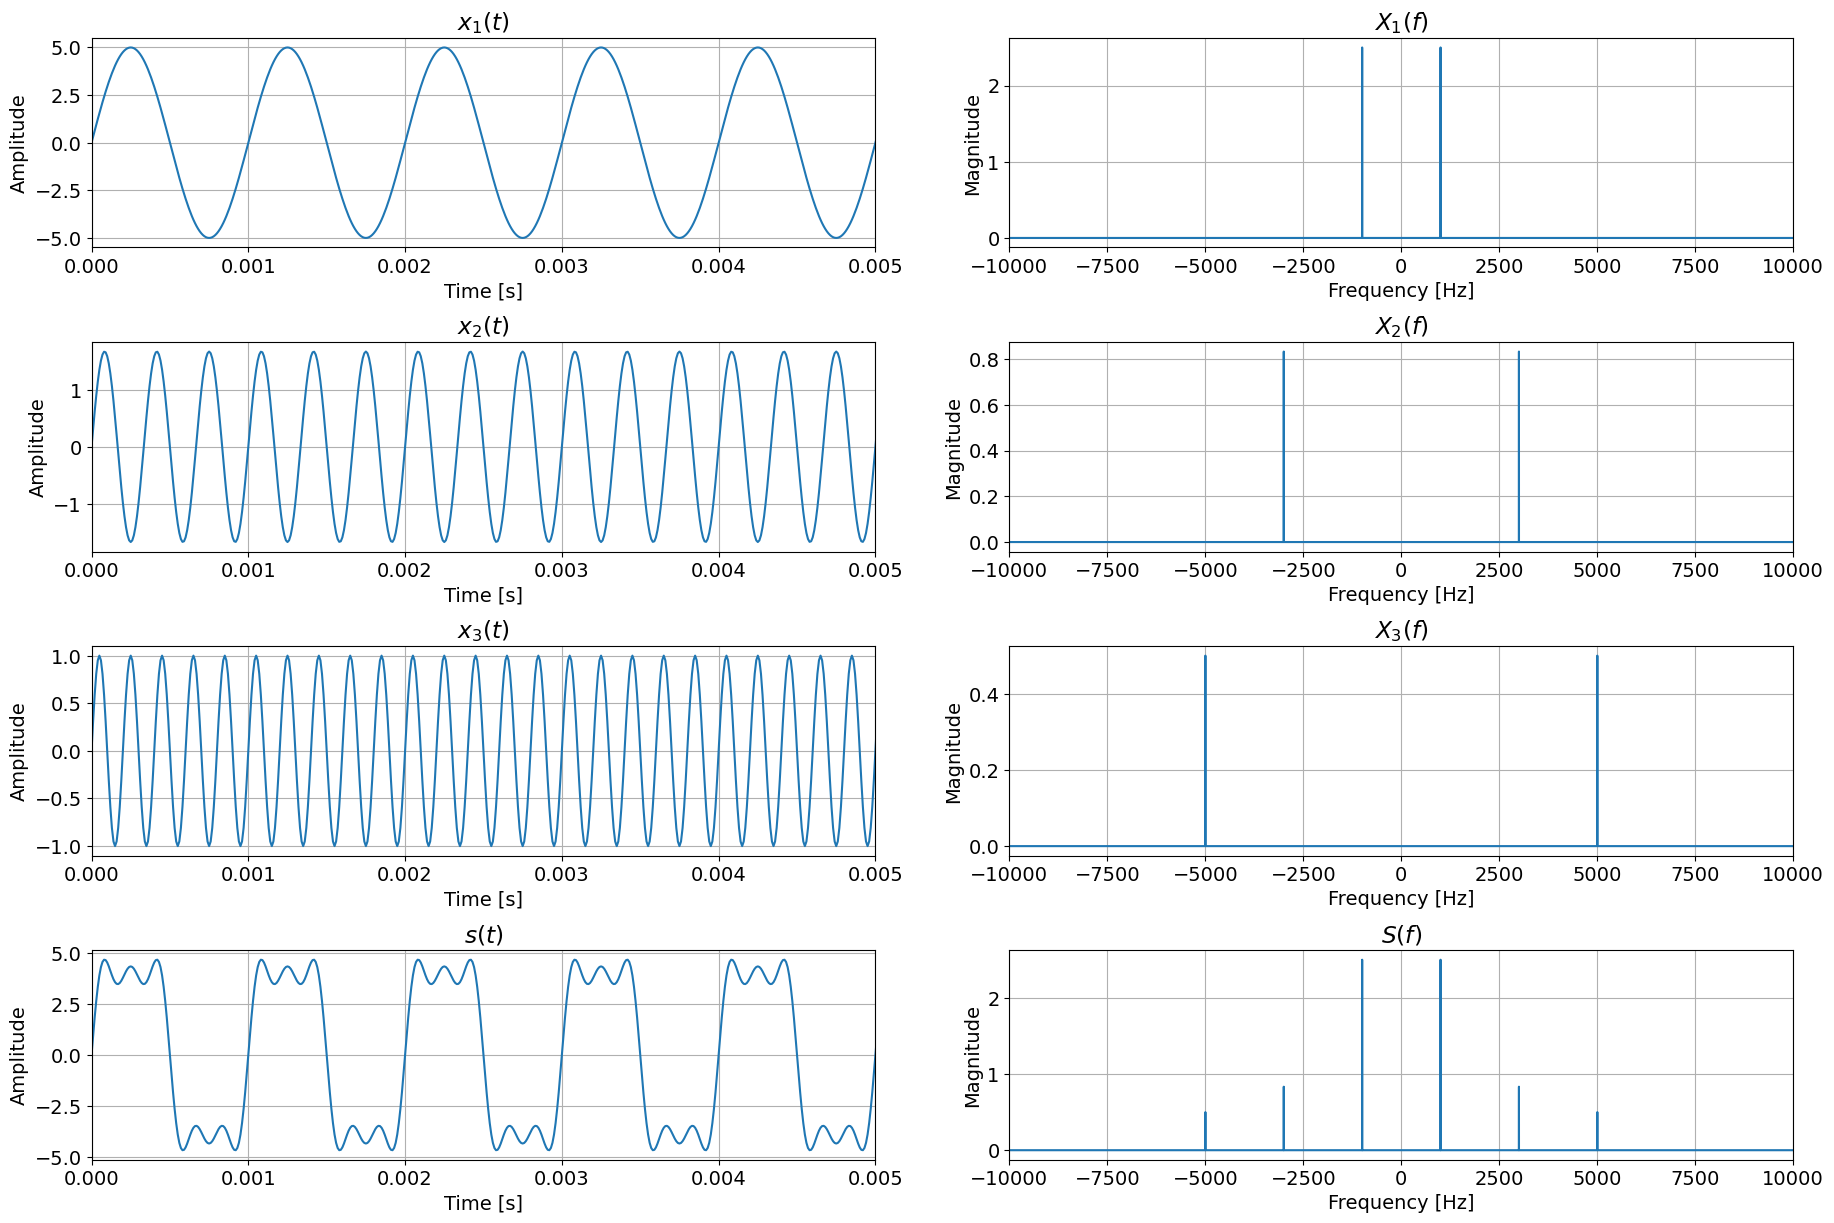 x₁(t)
Amplitude
5.0
2.5
0.0
−2.5
−5.0
0.000 0.001 0.002 0.003 0.004 0.005
Time [s]
X₁(f)
Magnitude
2
1
0
−10000 −7500 −5000 −2500 0 2500 5000 7500 10000
Frequency [Hz]
x₂(t)
Amplitude
1
0
−1
0.000 0.001 0.002 0.003 0.004 0.005
Time [s]
X₂(f)
Magnitude
0.8
0.6
0.4
0.2
0.0
−10000 −7500 −5000 −2500 0 2500 5000 7500 10000
Frequency [Hz]
x₃(t)
Amplitude
1.0
0.5
0.0
−0.5
−1.0
0.000 0.001 0.002 0.003 0.004 0.005
Time [s]
X₃(f)
Magnitude
0.4
0.2
0.0
−10000 −7500 −5000 −2500 0 2500 5000 7500 10000
Frequency [Hz]
s(t)
Amplitude
5.0
2.5
0.0
−2.5
−5.0
0.000 0.001 0.002 0.003 0.004 0.005
Time [s]
S(f)
Magnitude
2
1
0
−10000 −7500 −5000 −2500 0 2500 5000 7500 10000
Frequency [Hz]